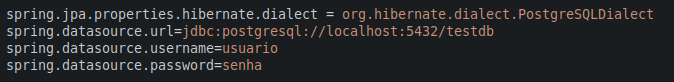 spring.jpa.properties.hibernate.dialect = org.hibernate.dialect.PostgreSQLDialect
spring.datasource.url=jdbc:postgresql://localhost:5432/testdb
spring.datasource.username=usuario
spring.datasource.password=senha